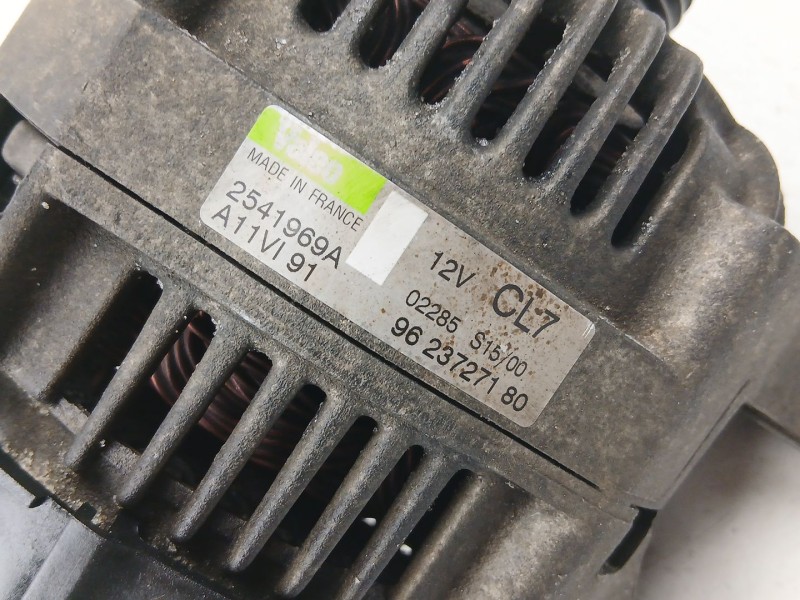 Valeo
MADE IN FRANCE
2541969A
A11VI 91
12V CL7
02285 S15/00
96 237271 80